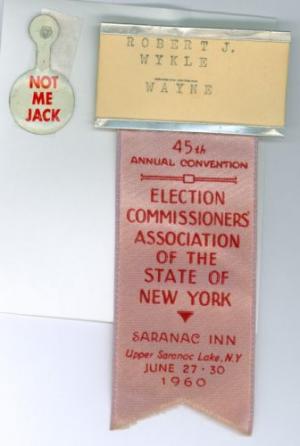 NOT
ME
JACK
ROBERT J.
WYKLE
WAYNE
45th
ANNUAL CONVENTION
ELECTION
COMMISSIONERS'
ASSOCIATION
OF THE
STATE OF
NEW YORK
SARANAC INN
Upper Saranac Lake, N.Y
JUNE 27-30
1960